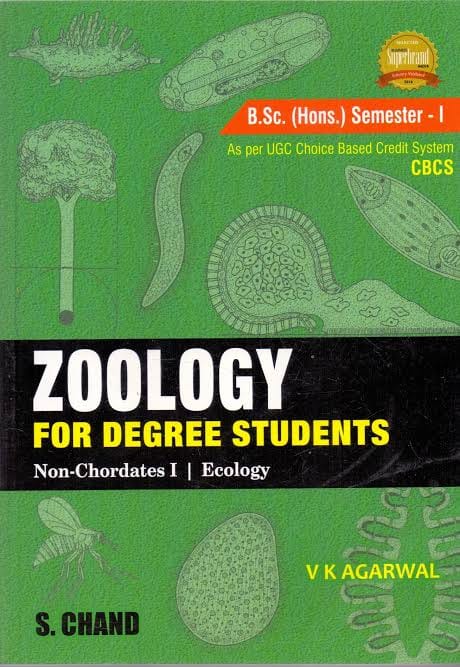 Superbrand
B.Sc. (Hons.) Semester - I
As per UGC Choice Based Credit System
CBCS
ZOOLOGY
FOR DEGREE STUDENTS
Non-Chordates I | Ecology
V K AGARWAL
S. CHAND